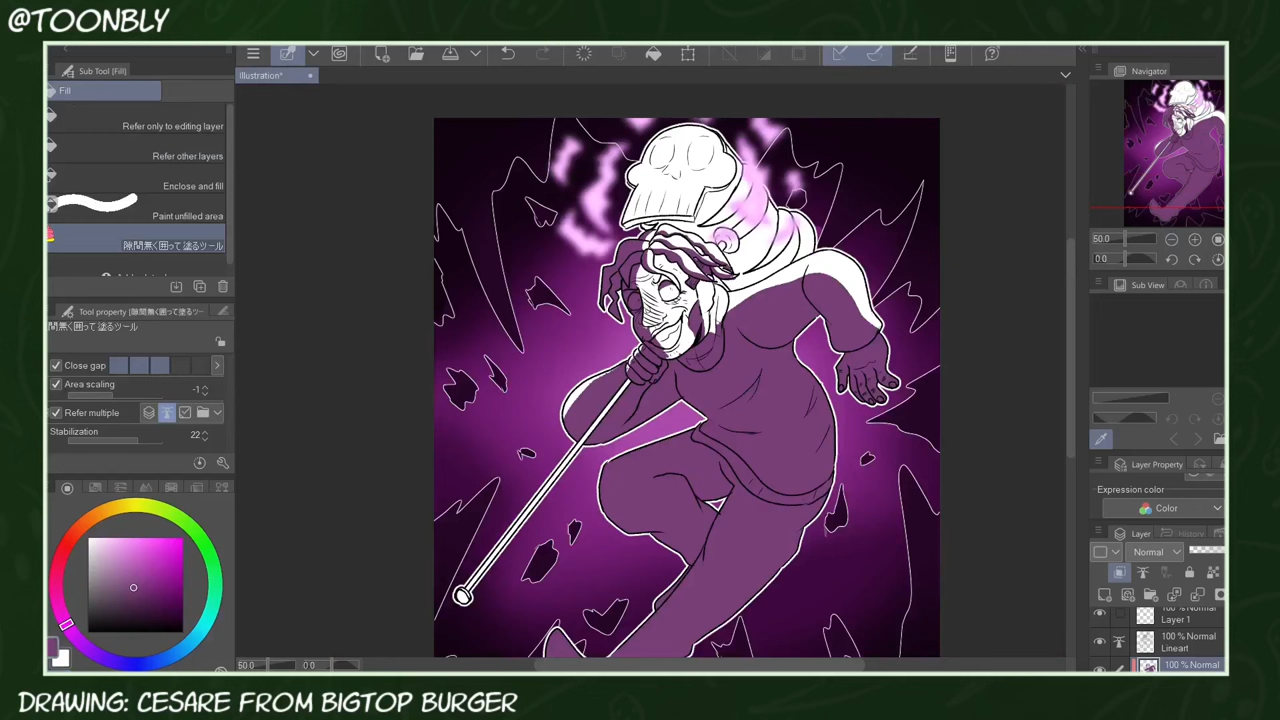 @TOONBLY
Sub Tool [Fill]
Fill
Refer only to editing layer
Refer other layers
Enclose and fill
Paint unfilled area
隙間無く囲って塗るツール
Tool property [隙間無く囲って塗るツー
間無く囲って塗るツール
Close gap
Area scaling
-1
Refer multiple
Stabilization
22
Illustration*
50.0
0.0
Navigator
50.0
0.0
Sub View
Layer Property
Expression color
Color
Layer
History
Normal
100 % Normal
Layer 1
100 % Normal
Lineart
100 % Normal
DRAWING: CESARE FROM BIGTOP BURGER